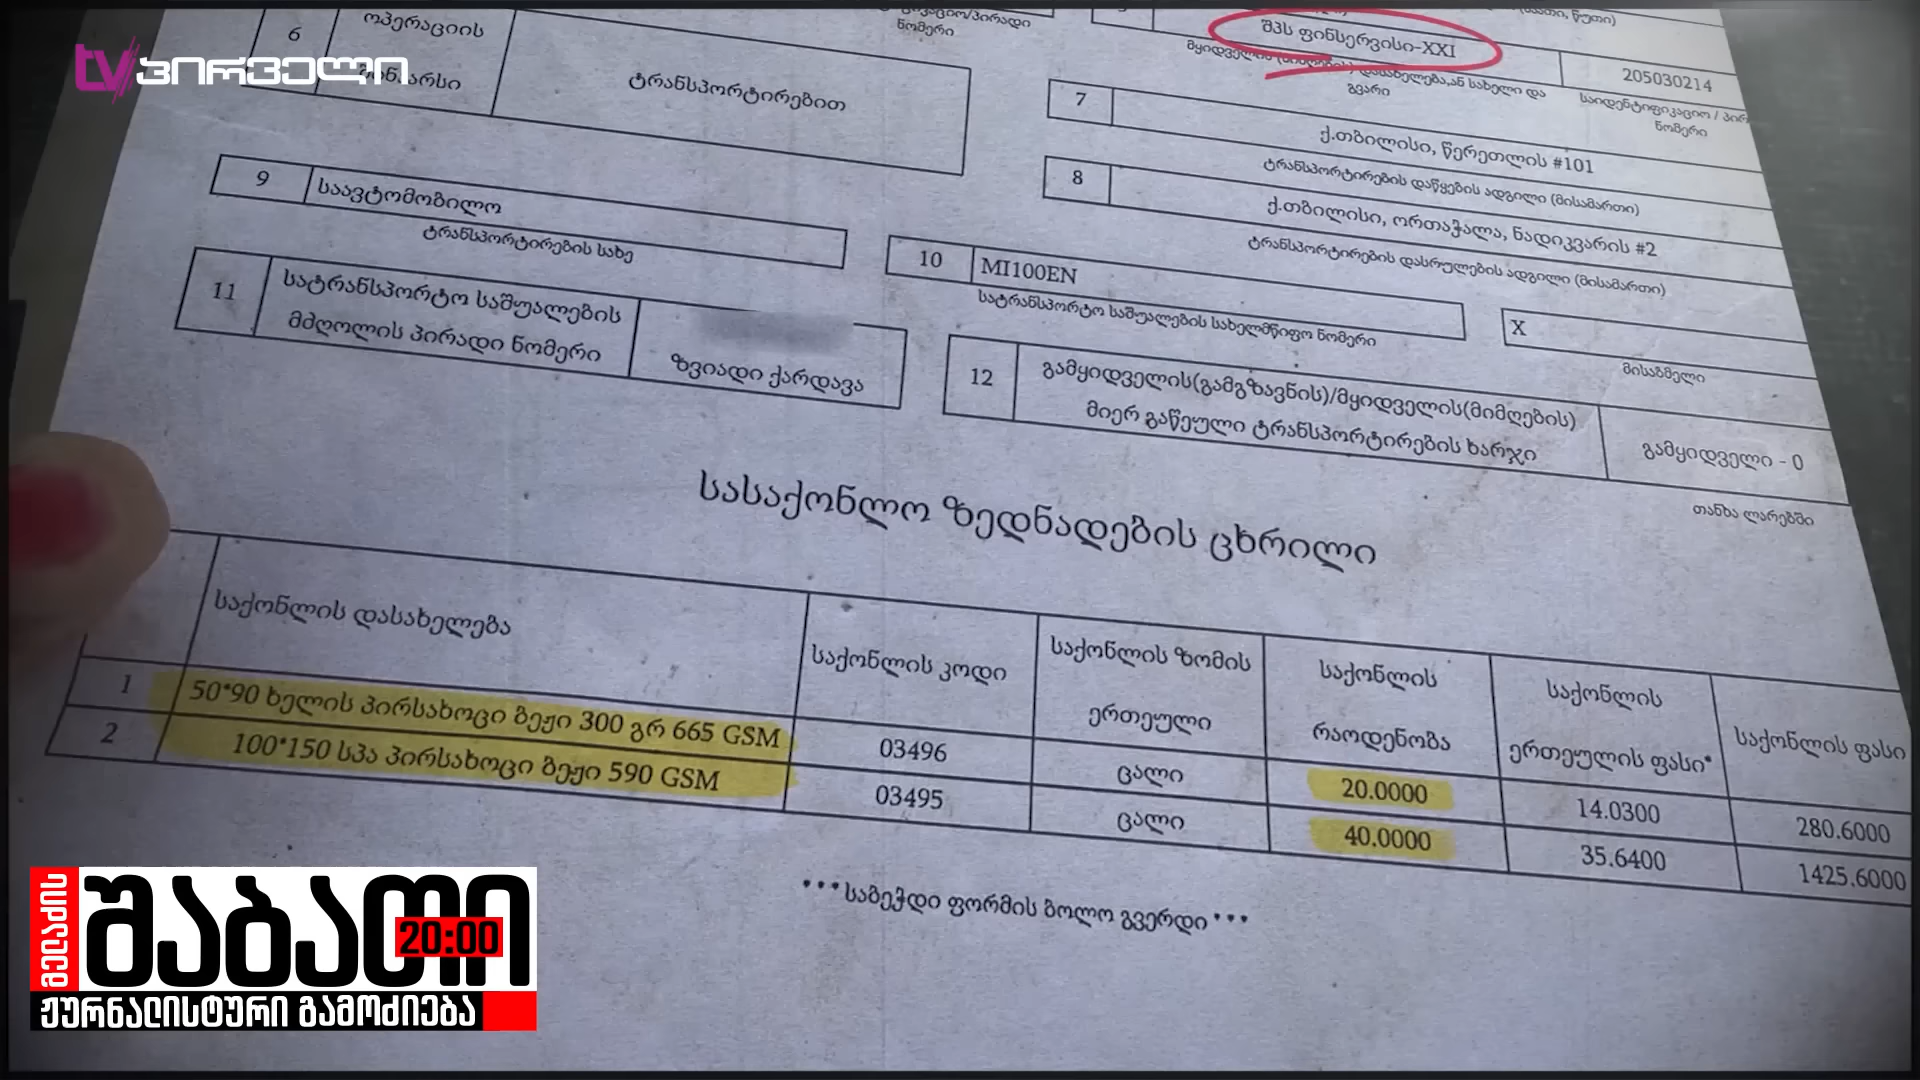 tv პირველი
6
ოპერაციის
შინაარსი
ტრანსპორტირებით
ნომერი
შპს ფინსერვისი-XXI
205030214
გვარი
ნომერი
7
ქ.თბილისი, წერეთლის #101
ტრანსპორტირების დაწყების ადგილი (მისამართი)
8
ქ.თბილისი, ორთაჭალა, ნადიკვარის #2
ტრანსპორტირების დასრულების ადგილი (მისამართი)
9
საავტომობილო
ტრანსპორტირების სახე
10
MI100EN
სატრანსპორტო საშუალების სახელმწიფო ნომერი
X
მისაბმელი
11
სატრანსპორტო საშუალების
მძღოლის პირადი ნომერი
ზვიადი ქარდავა
12
გამყიდველის(გამგზავნის)/მყიდველის(მიმღების)
მიერ გაწეული ტრანსპორტირების ხარჯი
გამყიდველი - 0
თანხა ლარებში
სასაქონლო ზედნადების ცხრილი
საქონლის დასახელება
საქონლის კოდი
საქონლის ზომის
ერთეული
საქონლის
რაოდენობა
საქონლის
ერთეულის ფასი*
საქონლის ფასი
1
50*90 ხელის პირსახოცი ბეჟი 300 გრ 665 GSM
03496
ცალი
20.0000
14.0300
280.6000
2
100*150 სპა პირსახოცი ბეჟი 590 GSM
03495
ცალი
40.0000
35.6400
1425.6000
***საბეჭდი ფორმის ბოლო გვერდი***
მელაძის
შაბათი
20:00
ჟურნალისტური გამოძიება